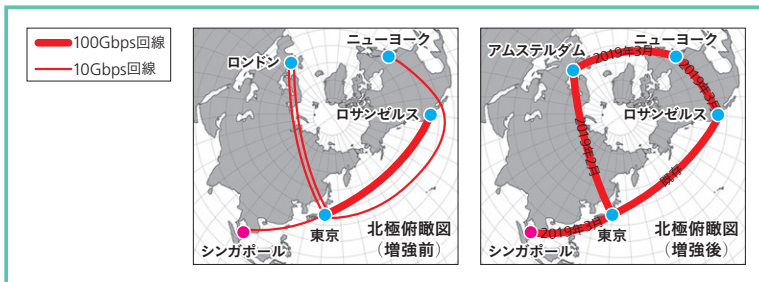 100Gbps回線
10Gbps回線
ニューヨーク
ロンドン
ロサンゼルス
シンガポール
東京
北極俯瞰図
（増強前）
ニューヨーク
アムステルダム
2019年3月
2019年3月
ロサンゼルス
2019年2月
既存
2019年3月
シンガポール
東京
北極俯瞰図
（増強後）